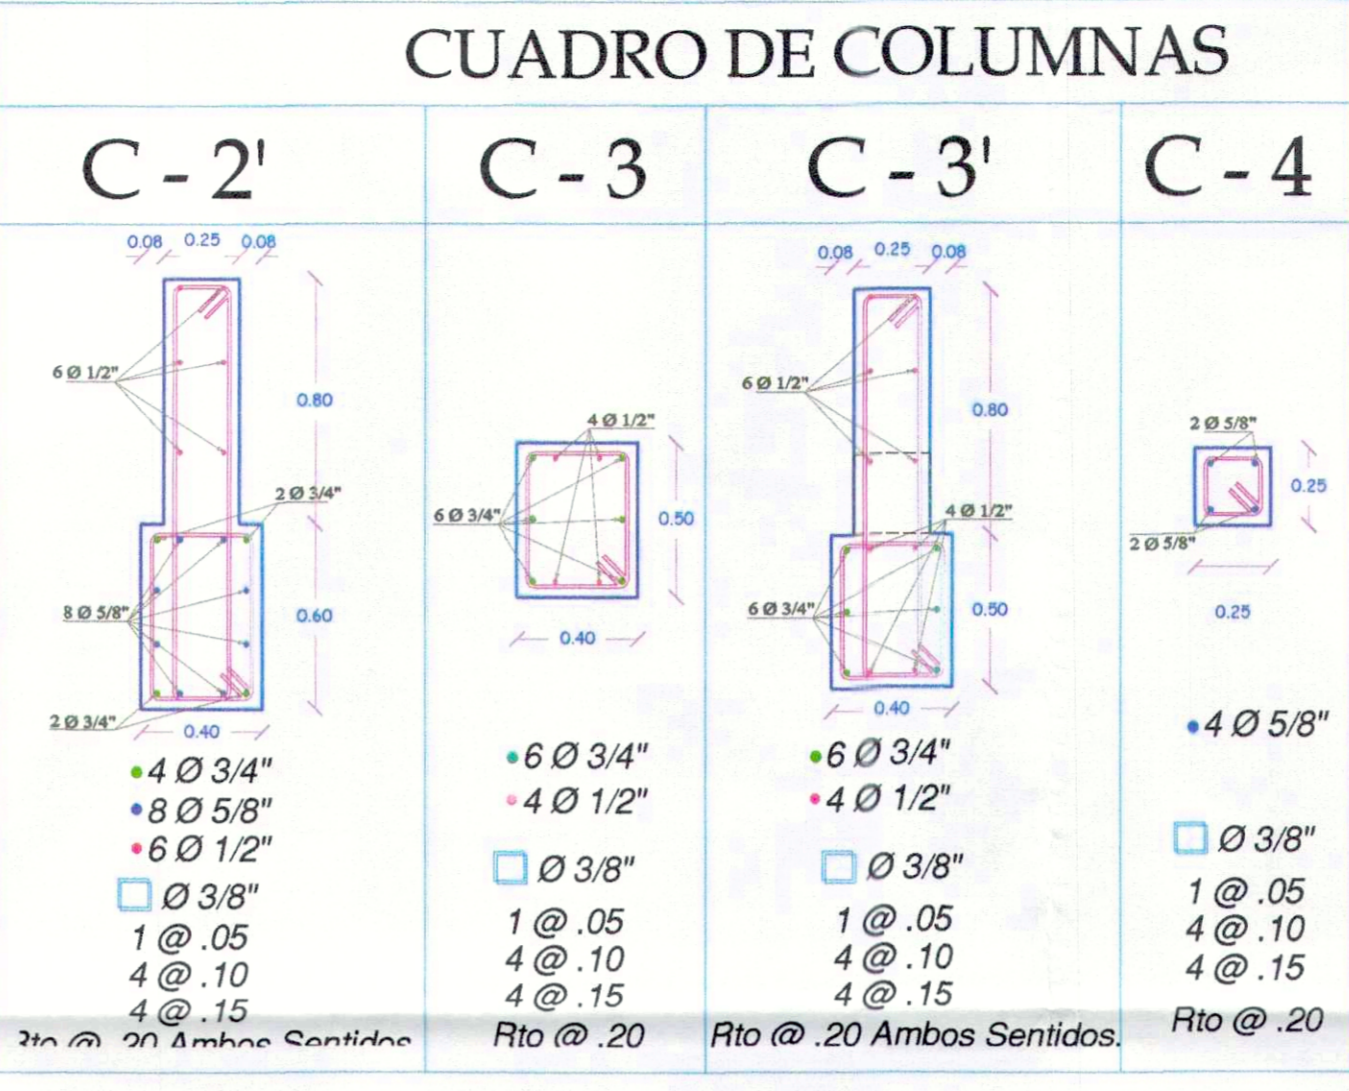 CUADRO DE COLUMNAS
C - 2'
0.08 0.25 0.08
6 Ø 1/2"
0.80
2 Ø 3/4"
8 Ø 5/8"
0.60
2 Ø 3/4"
0.40
4 Ø 3/4"
8 Ø 5/8"
6 Ø 1/2"
Ø 3/8"
1 @ .05
4 @ .10
4 @ .15
Rto @ .20 Ambos Sentidos
C - 3
4 Ø 1/2"
6 Ø 3/4"
0.50
0.40
6 Ø 3/4"
4 Ø 1/2"
Ø 3/8"
1 @ .05
4 @ .10
4 @ .15
Rto @ .20
C - 3'
0.08 0.25 0.08
6 Ø 1/2"
0.80
4 Ø 1/2"
6 Ø 3/4"
0.50
0.40
6 Ø 3/4"
4 Ø 1/2"
Ø 3/8"
1 @ .05
4 @ .10
4 @ .15
Rto @ .20 Ambos Sentidos.
C - 4
2 Ø 5/8"
0.25
2 Ø 5/8"
0.25
4 Ø 5/8"
Ø 3/8"
1 @ .05
4 @ .10
4 @ .15
Rto @ .20